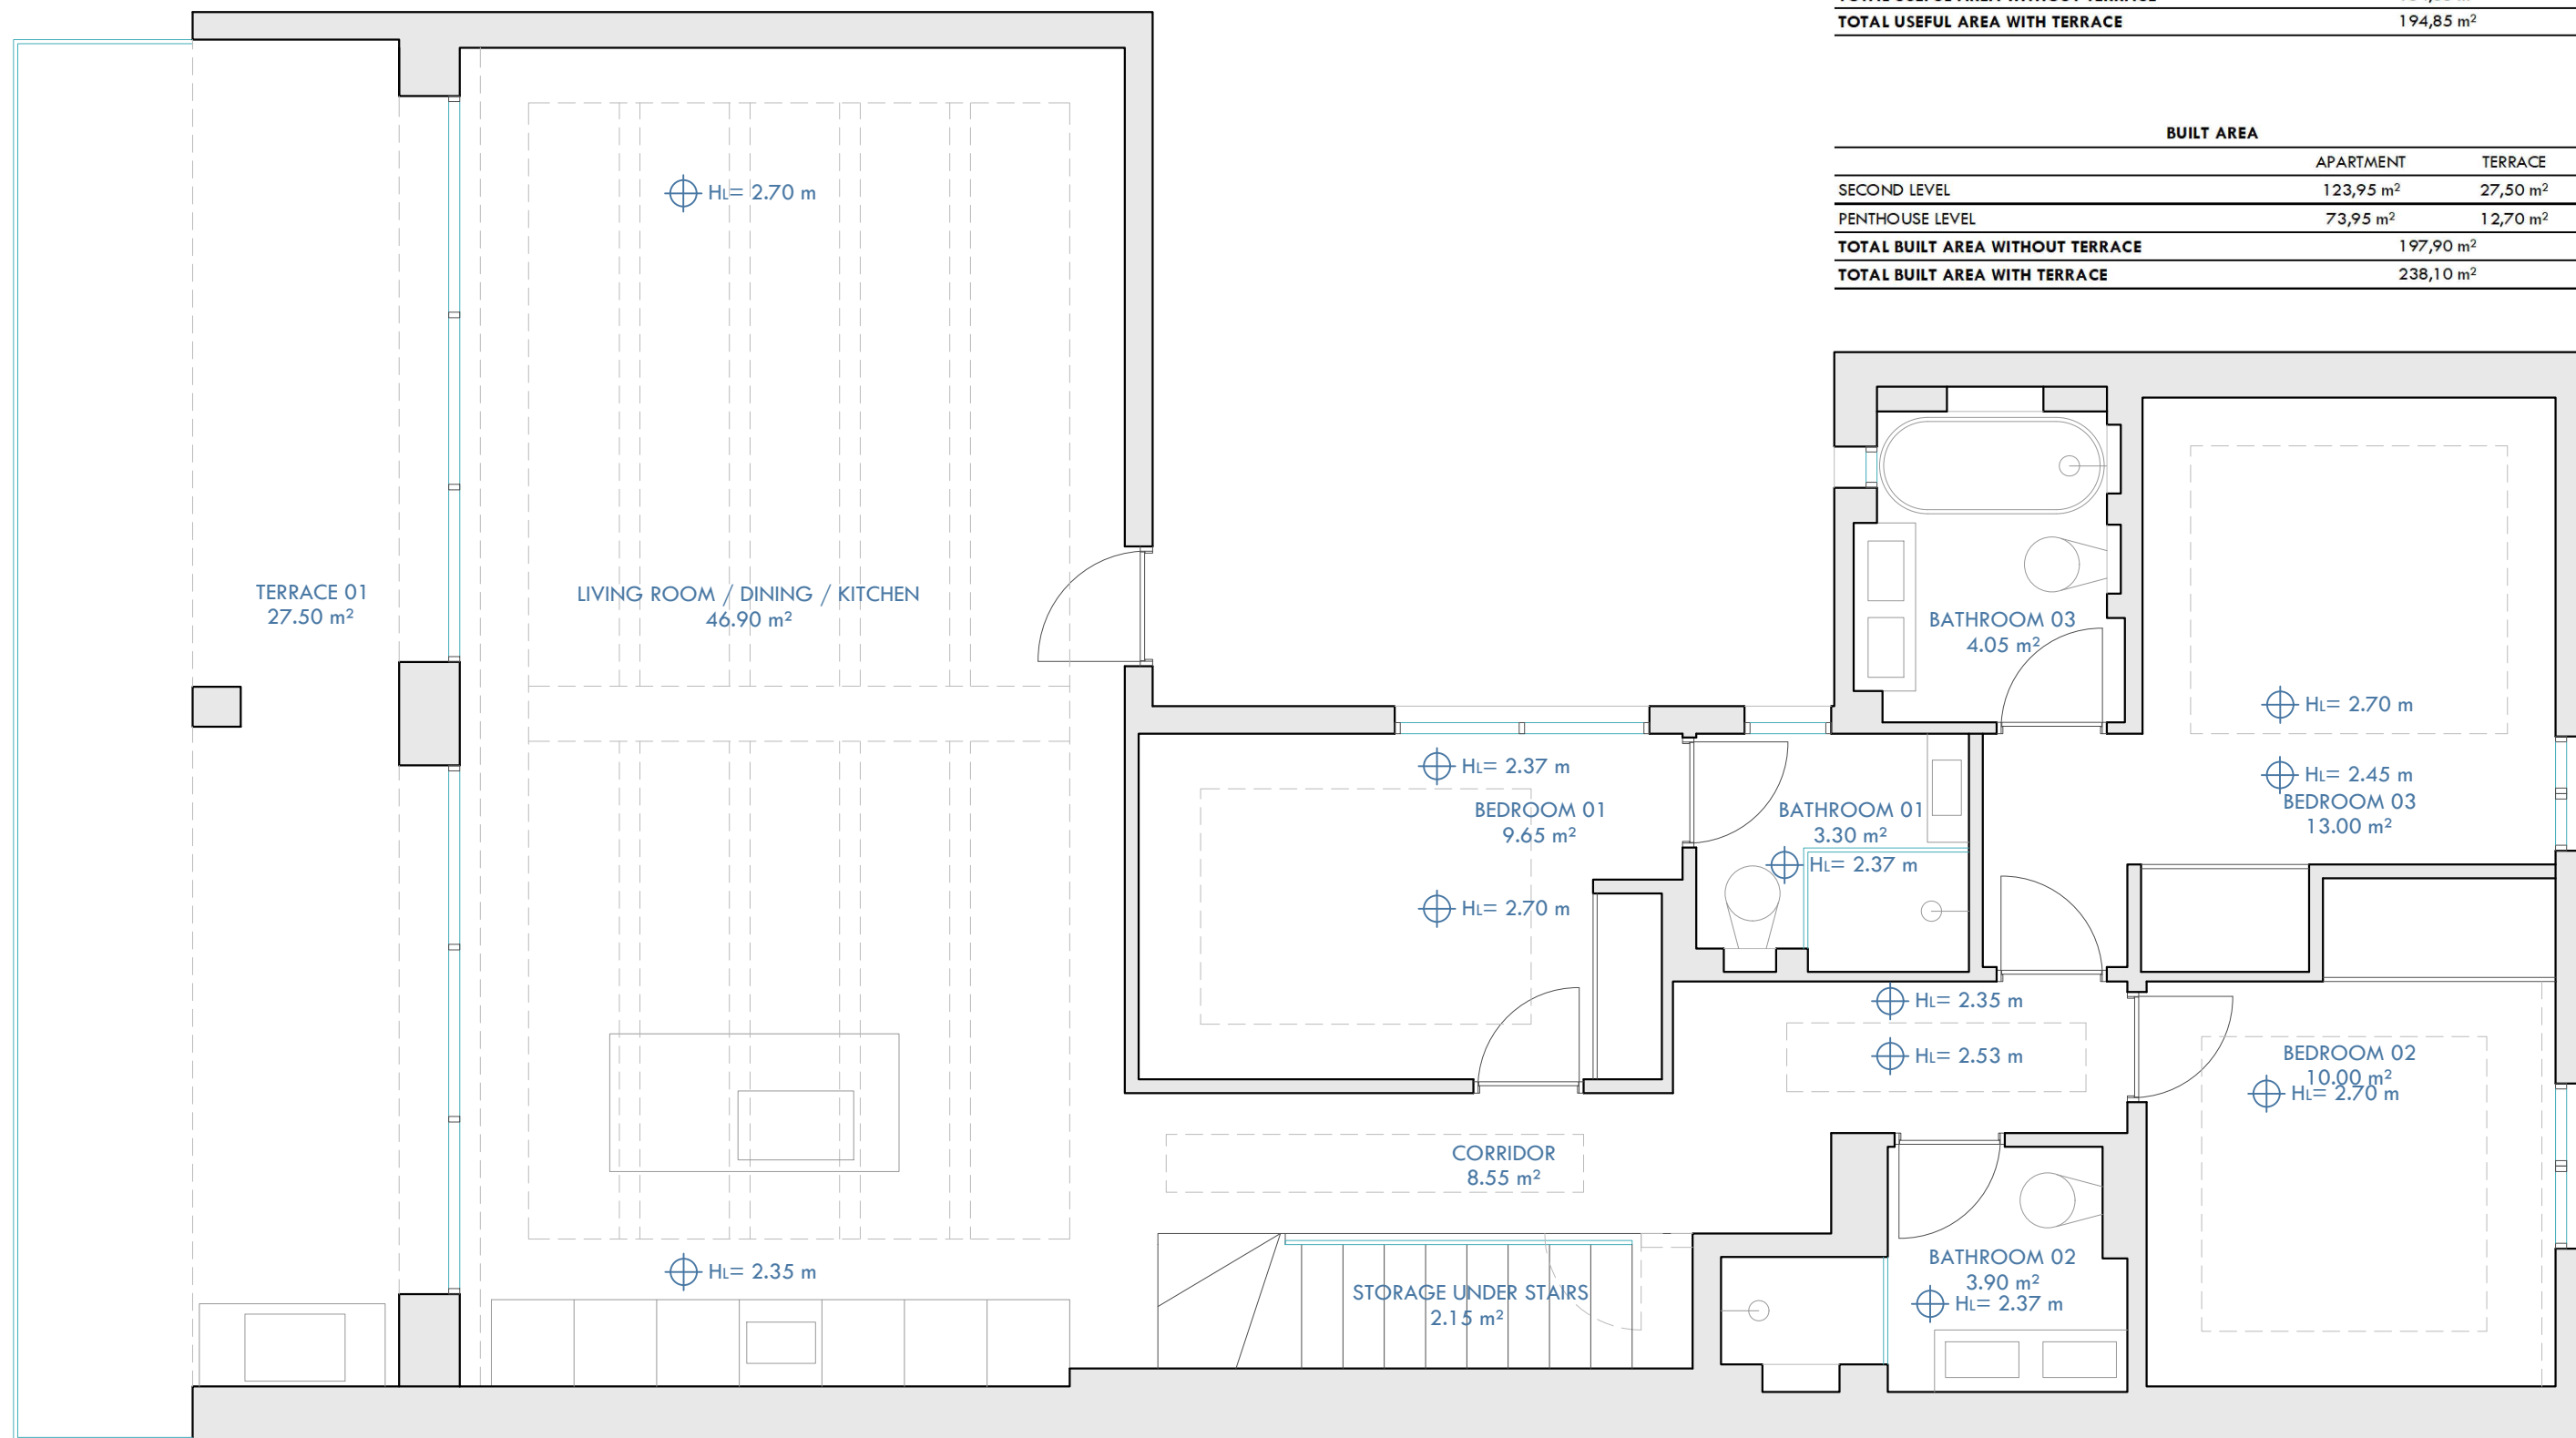 TOTAL USEFUL AREA WITH TERRACE 194,85 m²
BUILT AREA
APARTMENT TERRACE
SECOND LEVEL 123,95 m² 27,50 m²
PENTHOUSE LEVEL 73,95 m² 12,70 m²
TOTAL BUILT AREA WITHOUT TERRACE 197,90 m²
TOTAL BUILT AREA WITH TERRACE 238,10 m²
HL= 2.70 m
TERRACE 01
27.50 m²
LIVING ROOM / DINING / KITCHEN
46.90 m²
HL= 2.35 m
BATHROOM 03
4.05 m²
HL= 2.70 m
HL= 2.45 m
BEDROOM 03
13.00 m²
HL= 2.37 m
BEDROOM 01
9.65 m²
HL= 2.70 m
BATHROOM 01
3.30 m²
HL= 2.37 m
HL= 2.35 m
HL= 2.53 m
BEDROOM 02
10.00 m²
HL= 2.70 m
CORRIDOR
8.55 m²
STORAGE UNDER STAIRS
2.15 m²
BATHROOM 02
3.90 m²
HL= 2.37 m